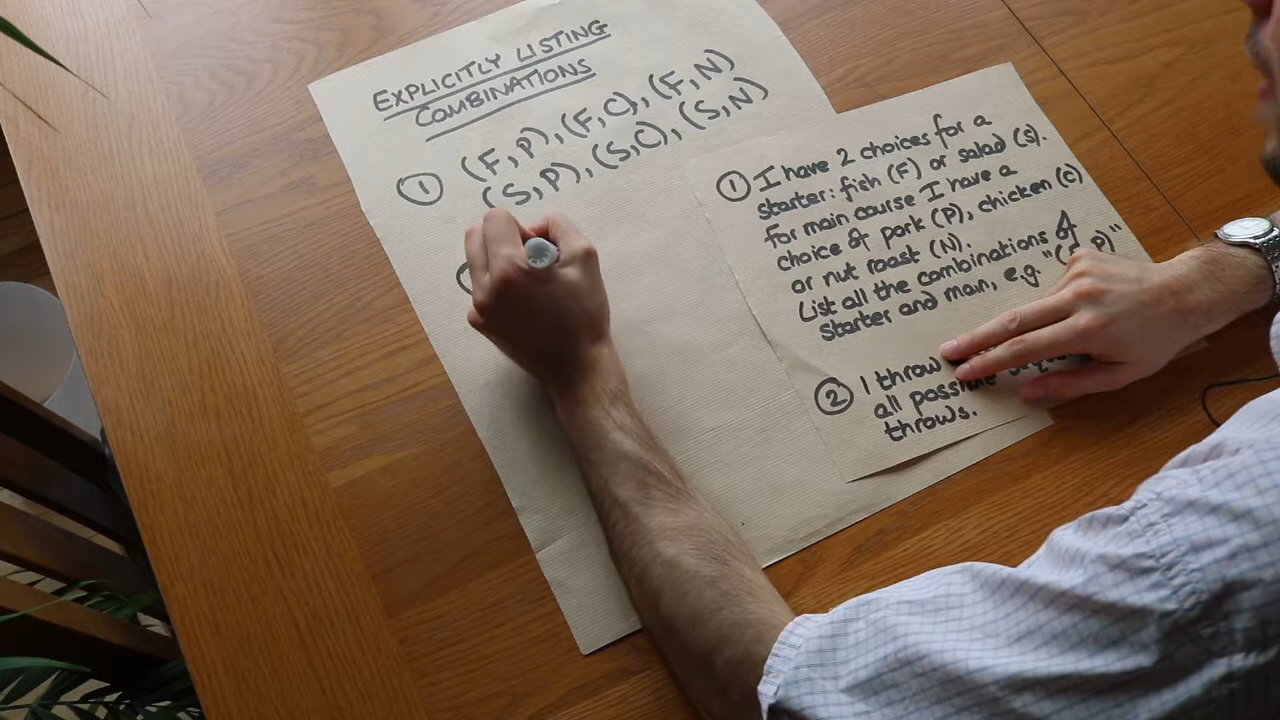 EXPLICITLY LISTING
COMBINATIONS
① (F,P),(F,C),(F,N)
(S,P),(S,C),(S,N)
① I have 2 choices for a
starter: fish (F) or salad (S).
for main course I have a
choice of pork (P), chicken (C)
or nut roast (N).
List all the combinations of
starter and main, e.g. "( P)"
② I throw
all possible
throws.